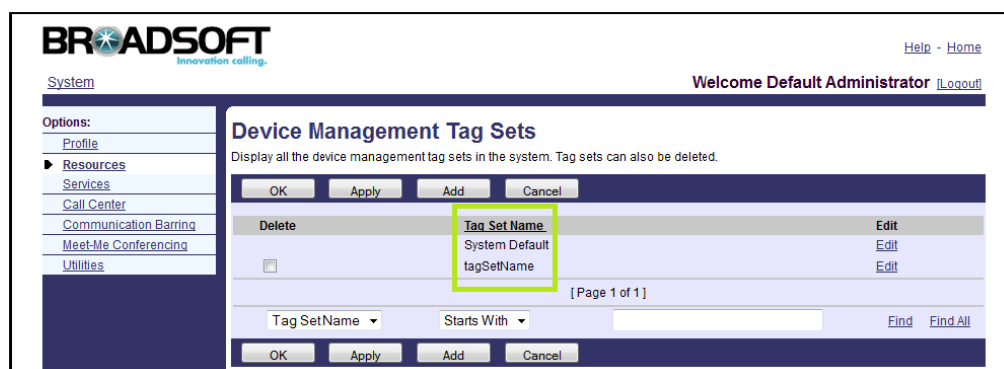 BROADSOFT
Innovation calling.
Help - Home
System
Welcome Default Administrator [Logout]
Options:
Profile
Resources
Services
Call Center
Communication Barring
Meet-Me Conferencing
Utilities
Device Management Tag Sets
Display all the device management tag sets in the system. Tag sets can also be deleted.
OK Apply Add Cancel
Delete Tag Set Name Edit
System Default Edit
tagSetName Edit
[ Page 1 of 1 ]
Tag Set Name Starts With Find Find All
OK Apply Add Cancel